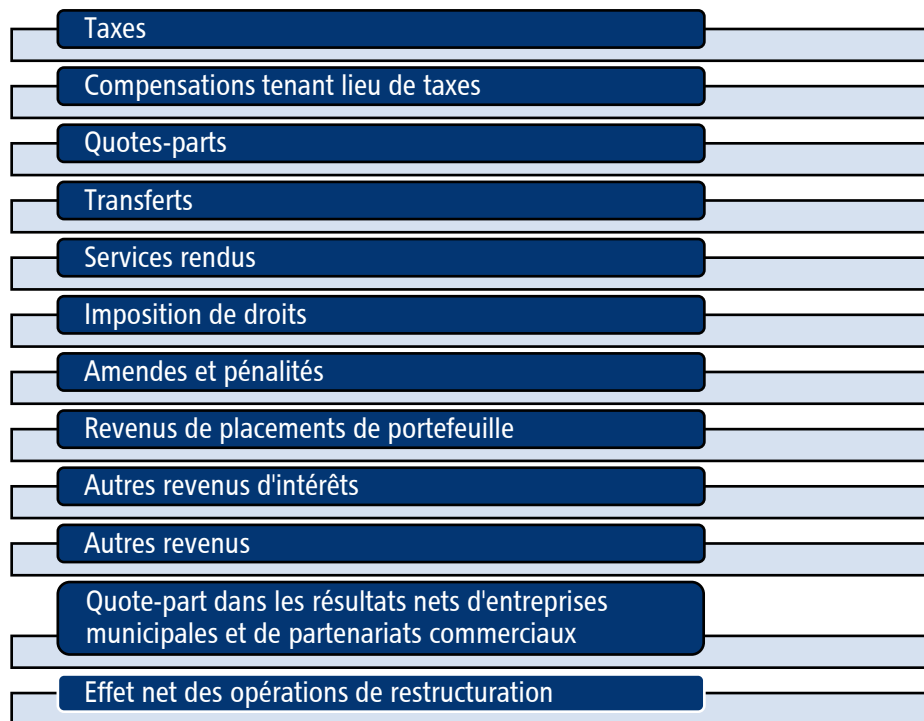 Taxes
Compensations tenant lieu de taxes
Quotes-parts
Transferts
Services rendus
Imposition de droits
Amendes et pénalités
Revenus de placements de portefeuille
Autres revenus d'intérêts
Autres revenus
Quote-part dans les résultats nets d'entreprises
municipales et de partenariats commerciaux
Effet net des opérations de restructuration